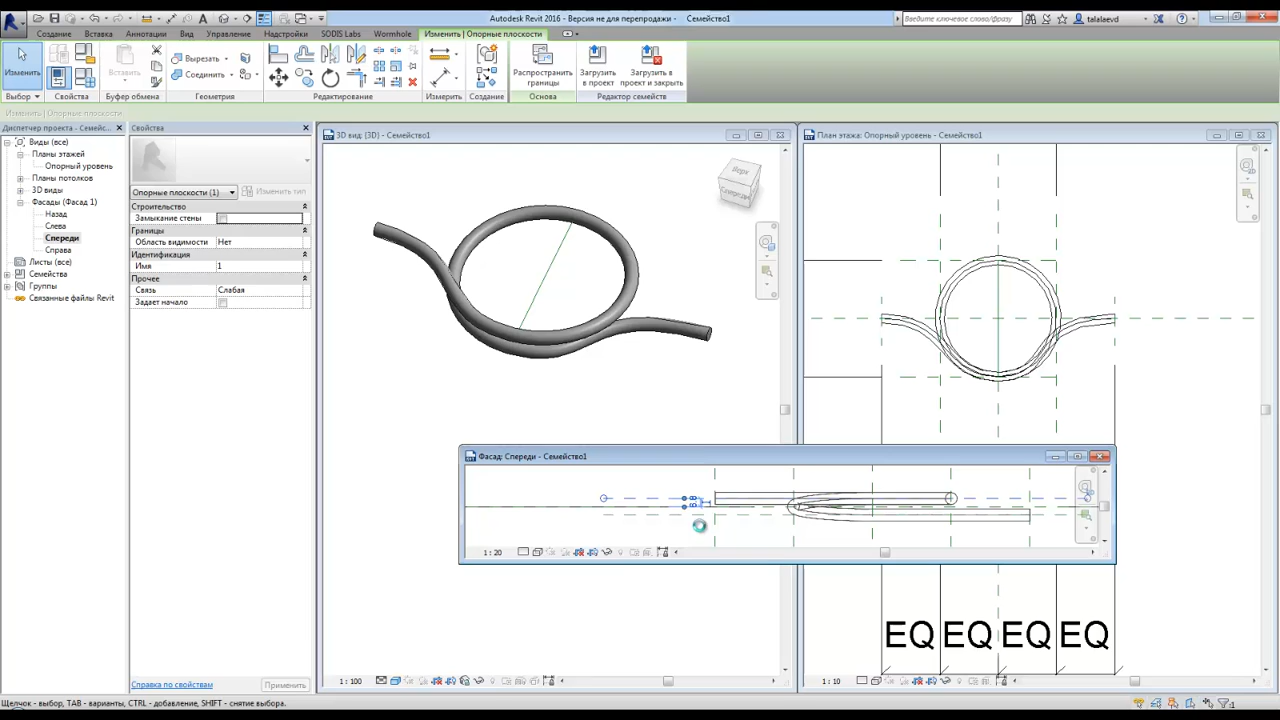 Autodesk Revit 2016 - Версия не для перепродажи - Семейство1
Введите ключевое слово/фразу
talalaevd
Создание Вставка Аннотации Вид Управление Надстройки SODIS Labs Wormhole Изменить | Опорные плоскости
Изменить
Вставить
Вырезать
Соединить
Распространить границы
Загрузить в проект
Загрузить в проект и закрыть
Выбор Свойства Буфер обмена Геометрия Редактирование Измерить Создание Основа Редактор семейств
Изменить | Опорные плоскости
Диспетчер проекта - Семейс...
Виды (все)
Планы этажей
Опорный уровень
Планы потолков
3D виды
Фасады (Фасад 1)
Назад
Слева
Спереди
Справа
Листы (все)
Семейства
Группы
Связанные файлы Revit
Свойства
Опорные плоскости (1)
Изменить тип
Строительство
Замыкание стены
Границы
Область видимости Нет
Идентификация
Имя 1
Прочее
Связь Слабая
Задает начало
Справка по свойствам
Применить
3D вид: {3D} - Семейство1
Спереди
1 : 100
План этажа: Опорный уровень - Семейство1
EQ EQ EQ EQ
1 : 10
Фасад: Спереди - Семейство1
1 : 20
Щелчок - выбор, TAB - варианты, CTRL - добавление, SHIFT - снятие выбора.
:1